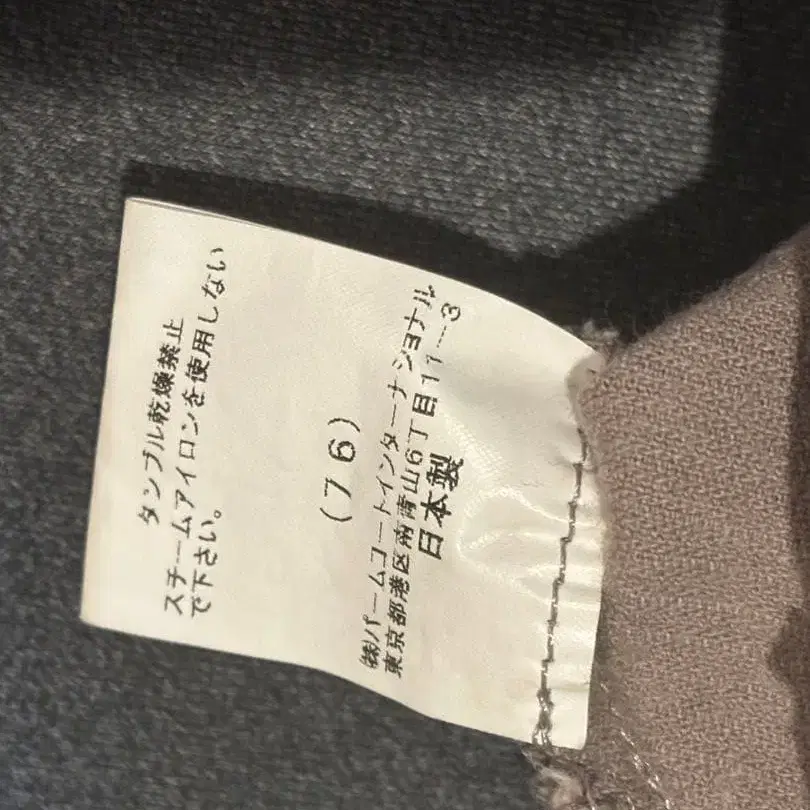 タンブル乾燥禁止
スチームアイロンを使用しない
で下さい。
(76)
㈱パームコートインターナショナル
東京都港区南青山6丁目11-3
日本製